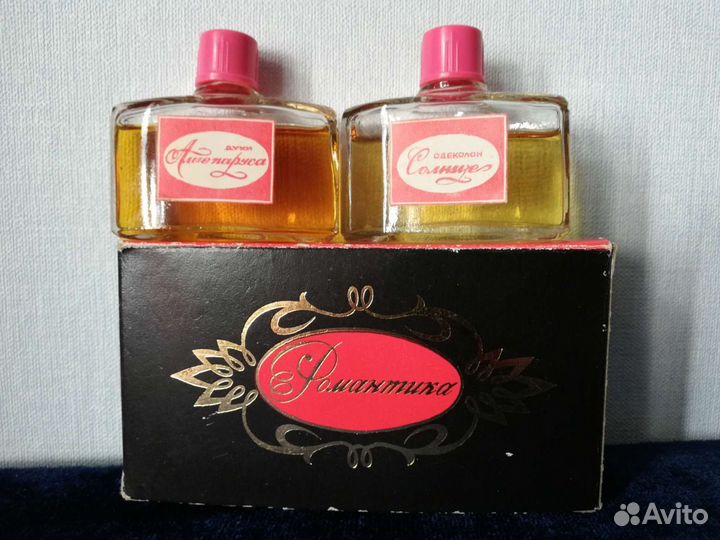 духи
Алые паруса
одеколон
Солнце
Романтика
Avito